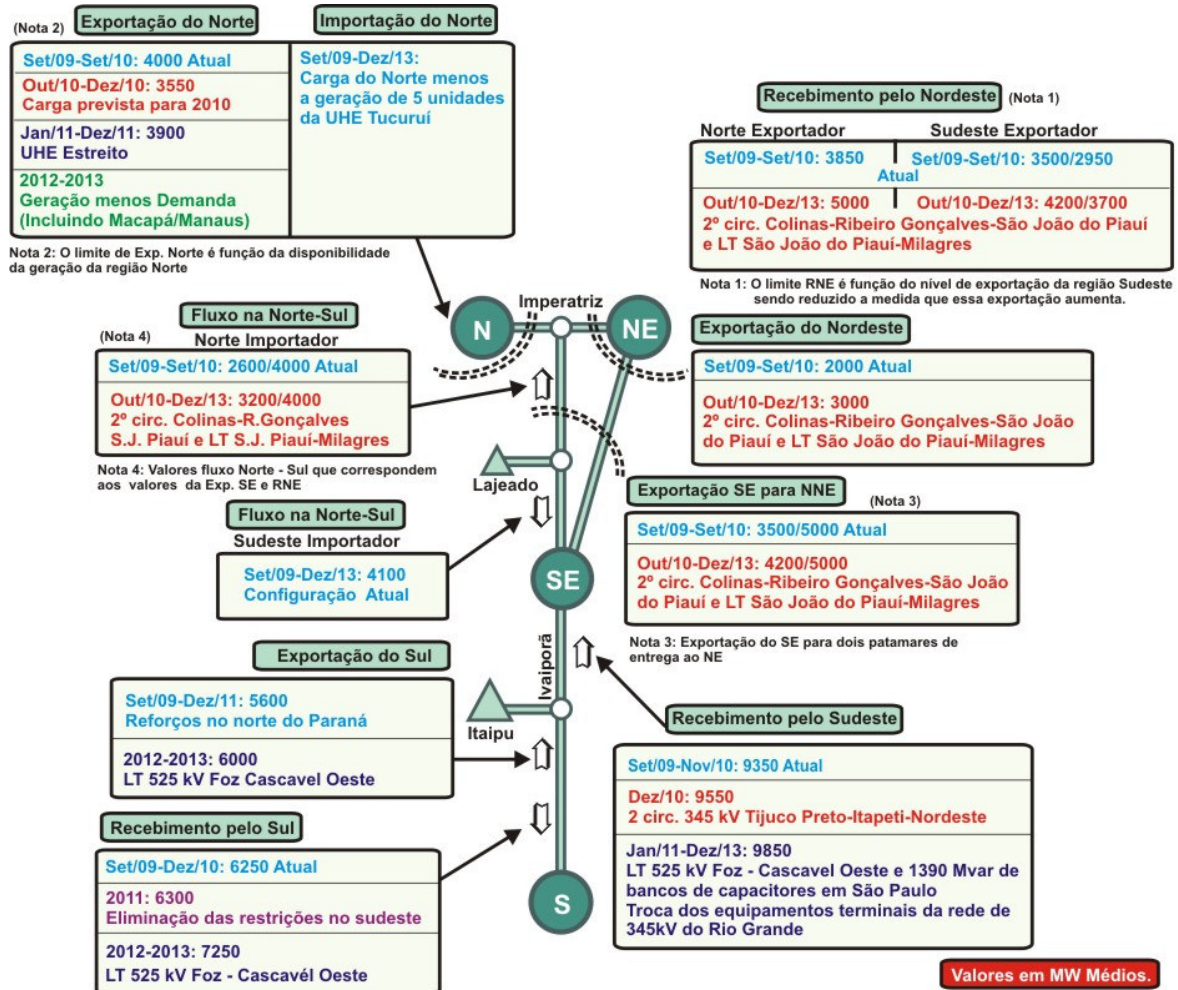 (Nota 2)
Exportação do Norte
Importação do Norte
Set/09-Set/10: 4000 Atual
Out/10-Dez/10: 3550
Carga prevista para 2010
Jan/11-Dez/11: 3900
UHE Estreito
2012-2013
Geração menos Demanda
(Incluindo Macapá/Manaus)
Set/09-Dez/13:
Carga do Norte menos
a geração de 5 unidades
da UHE Tucuruí
Nota 2: O limite de Exp. Norte é função da disponibilidade
da geração da região Norte
Recebimento pelo Nordeste
(Nota 1)
Norte Exportador
Sudeste Exportador
Set/09-Set/10: 3850
Set/09-Set/10: 3500/2950
Atual
Out/10-Dez/13: 5000
Out/10-Dez/13: 4200/3700
2º circ. Colinas-Ribeiro Gonçalves-São João do Piauí
e LT São João do Piauí-Milagres
Nota 1: O limite RNE é função do nível de exportação da região Sudeste
sendo reduzido a medida que essa exportação aumenta.
Imperatriz
N
NE
Fluxo na Norte-Sul
(Nota 4)
Norte Importador
Set/09-Set/10: 2600/4000 Atual
Out/10-Dez/13: 3200/4000
2º circ. Colinas-R.Gonçalves
S.J. Piauí e LT S.J. Piauí-Milagres
Nota 4: Valores fluxo Norte - Sul que correspondem
aos valores da Exp. SE e RNE
Exportação do Nordeste
Set/09-Set/10: 2000 Atual
Out/10-Dez/13: 3000
2º circ. Colinas-Ribeiro Gonçalves-São João
do Piauí e LT São João do Piauí-Milagres
Lajeado
Fluxo na Norte-Sul
Sudeste Importador
Set/09-Dez/13: 4100
Configuração Atual
Exportação SE para NNE
(Nota 3)
Set/09-Set/10: 3500/5000 Atual
Out/10-Dez/13: 4200/5000
2º circ. Colinas-Ribeiro Gonçalves-São João
do Piauí e LT São João do Piauí-Milagres
Nota 3: Exportação do SE para dois patamares de
entrega ao NE
SE
Ivaiporã
Exportação do Sul
Set/09-Dez/11: 5600
Reforços no norte do Paraná
2012-2013: 6000
LT 525 kV Foz Cascavel Oeste
Itaipu
Recebimento pelo Sudeste
Set/09-Nov/10: 9350 Atual
Dez/10: 9550
2 circ. 345 kV Tijuco Preto-Itapeti-Nordeste
Jan/11-Dez/13: 9850
LT 525 kV Foz - Cascavel Oeste e 1390 Mvar de
bancos de capacitores em São Paulo
Troca dos equipamentos terminais da rede de
345kV do Rio Grande
Recebimento pelo Sul
Set/09-Dez/10: 6250 Atual
2011: 6300
Eliminação das restrições no sudeste
2012-2013: 7250
LT 525 kV Foz - Cascavél Oeste
S
Valores em MW Médios.